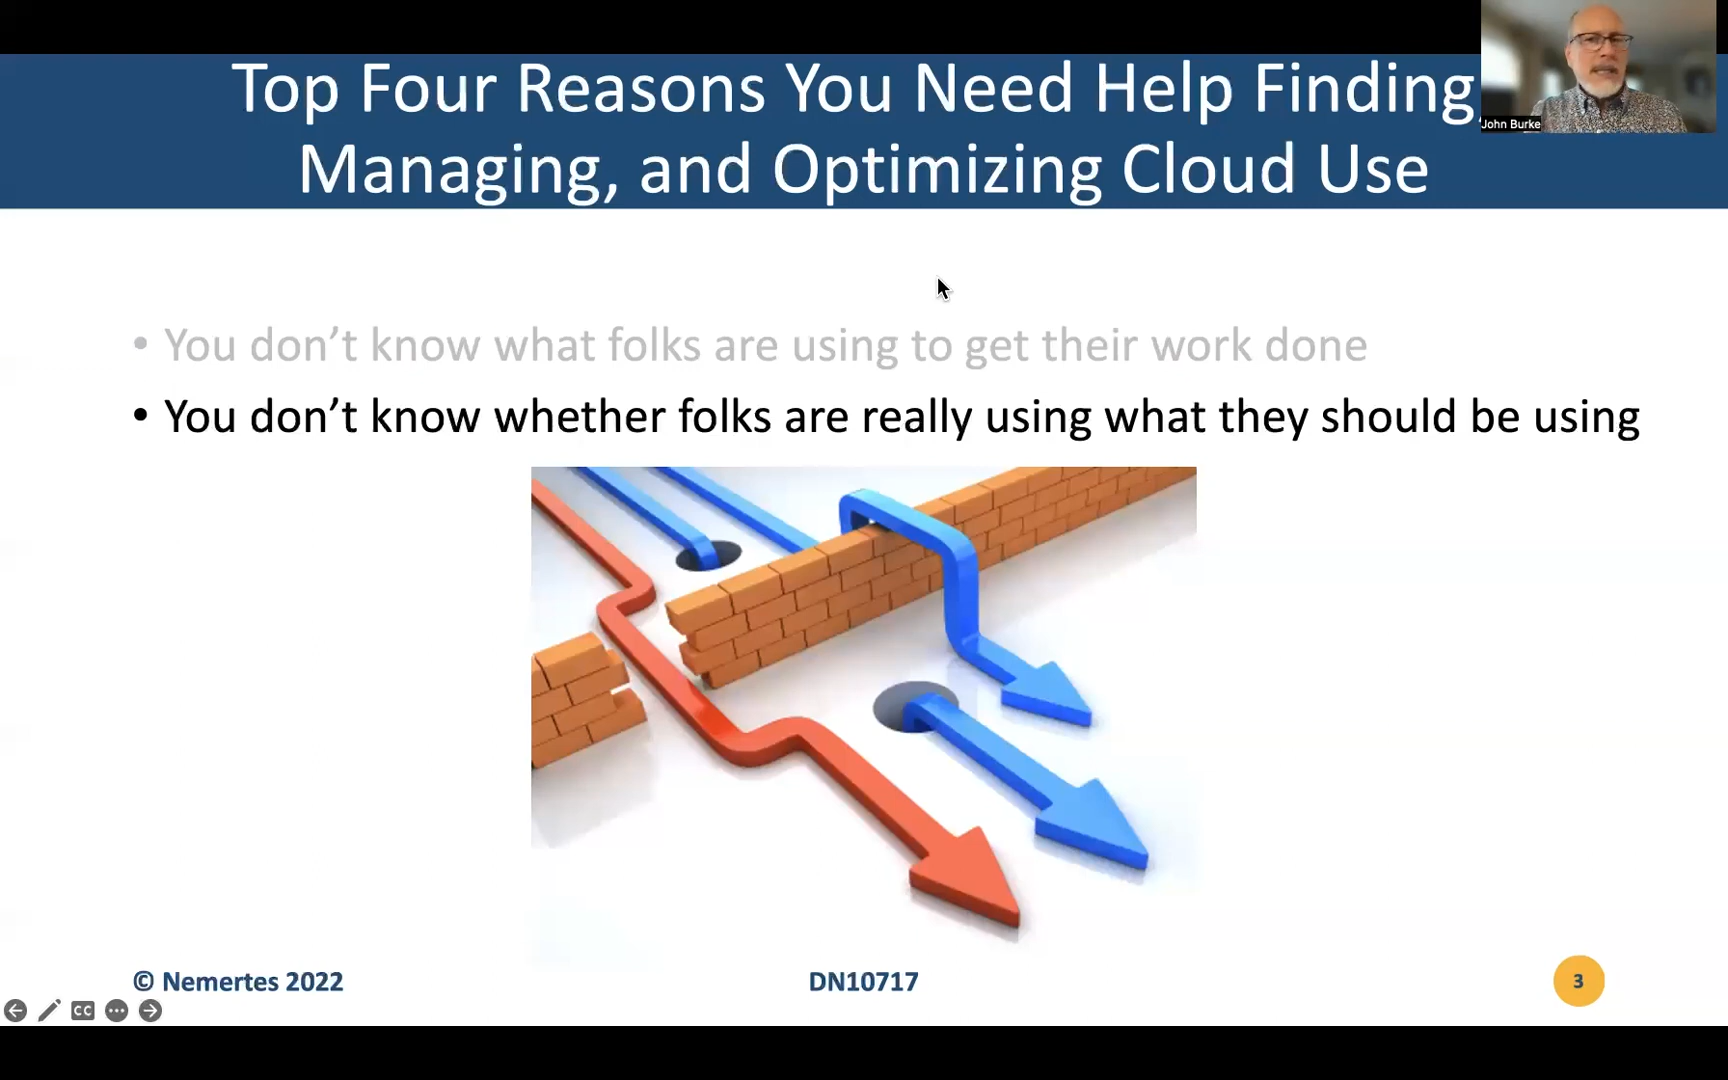 Top Four Reasons You Need Help Finding,
Managing, and Optimizing Cloud Use
John Burke
• You don’t know what folks are using to get their work done
• You don’t know whether folks are really using what they should be using
© Nemertes 2022
DN10717
3
CC